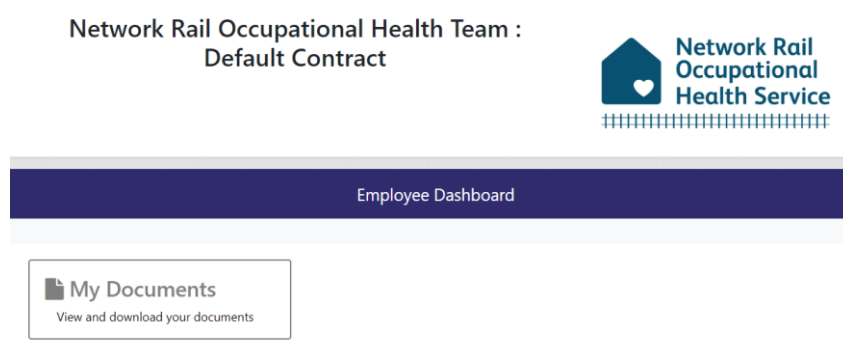 Network Rail Occupational Health Team :
Default Contract
Network Rail
Occupational
Health Service
Employee Dashboard
My Documents
View and download your documents